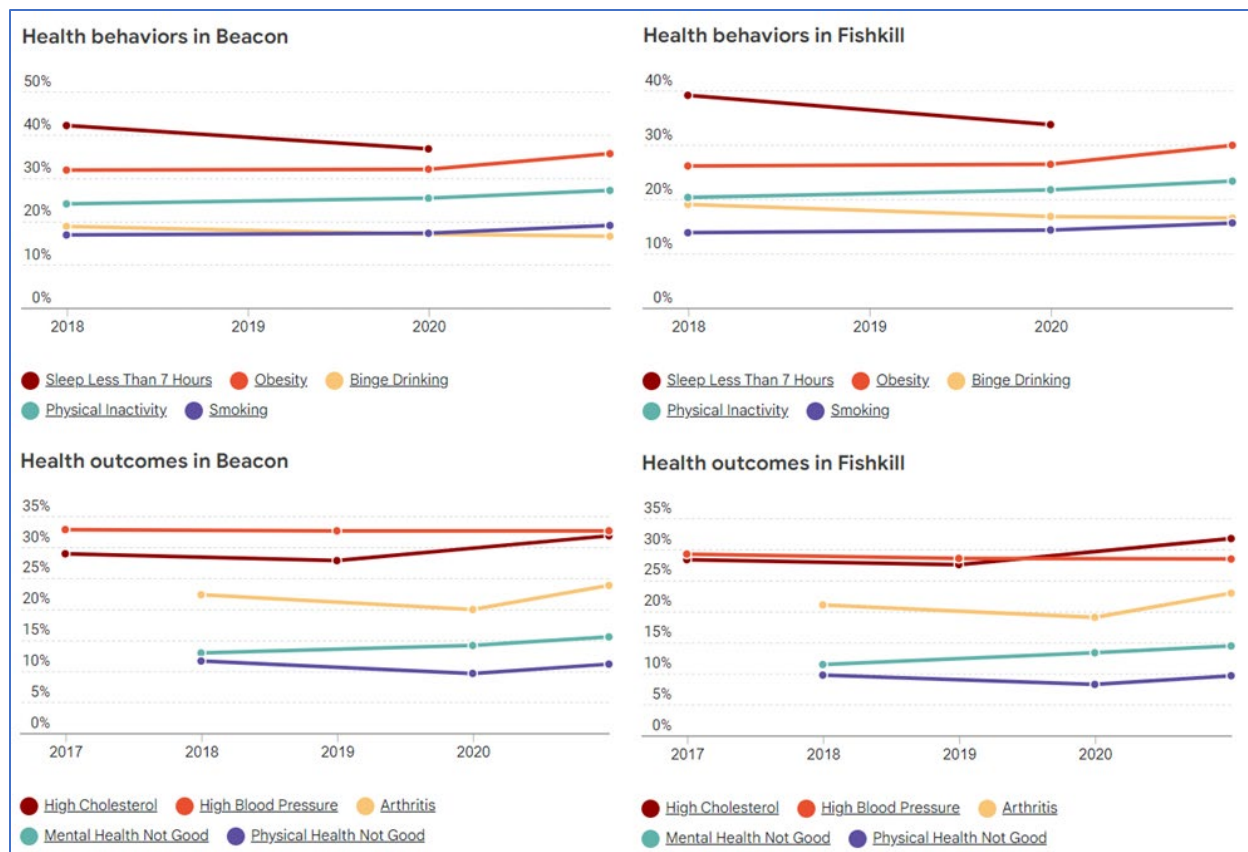 Health behaviors in Beacon
50%
40%
30%
20%
10%
0%
2018 2019 2020
Sleep Less Than 7 Hours Obesity Binge Drinking
Physical Inactivity Smoking
Health behaviors in Fishkill
40%
30%
20%
10%
0%
2018 2019 2020
Sleep Less Than 7 Hours Obesity Binge Drinking
Physical Inactivity Smoking
Health outcomes in Beacon
35%
30%
25%
20%
15%
10%
5%
0%
2017 2018 2019 2020
High Cholesterol High Blood Pressure Arthritis
Mental Health Not Good Physical Health Not Good
Health outcomes in Fishkill
35%
30%
25%
20%
15%
10%
5%
0%
2017 2018 2019 2020
High Cholesterol High Blood Pressure Arthritis
Mental Health Not Good Physical Health Not Good